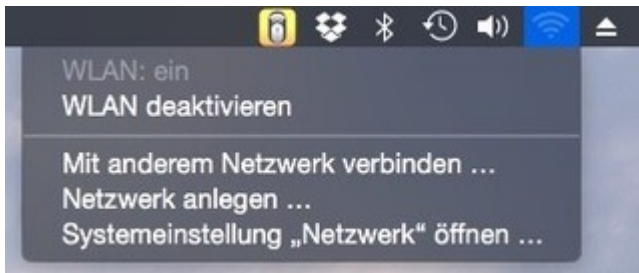 WLAN: ein
WLAN deaktivieren
Mit anderem Netzwerk verbinden ...
Netzwerk anlegen ...
Systemeinstellung „Netzwerk“ öffnen ...